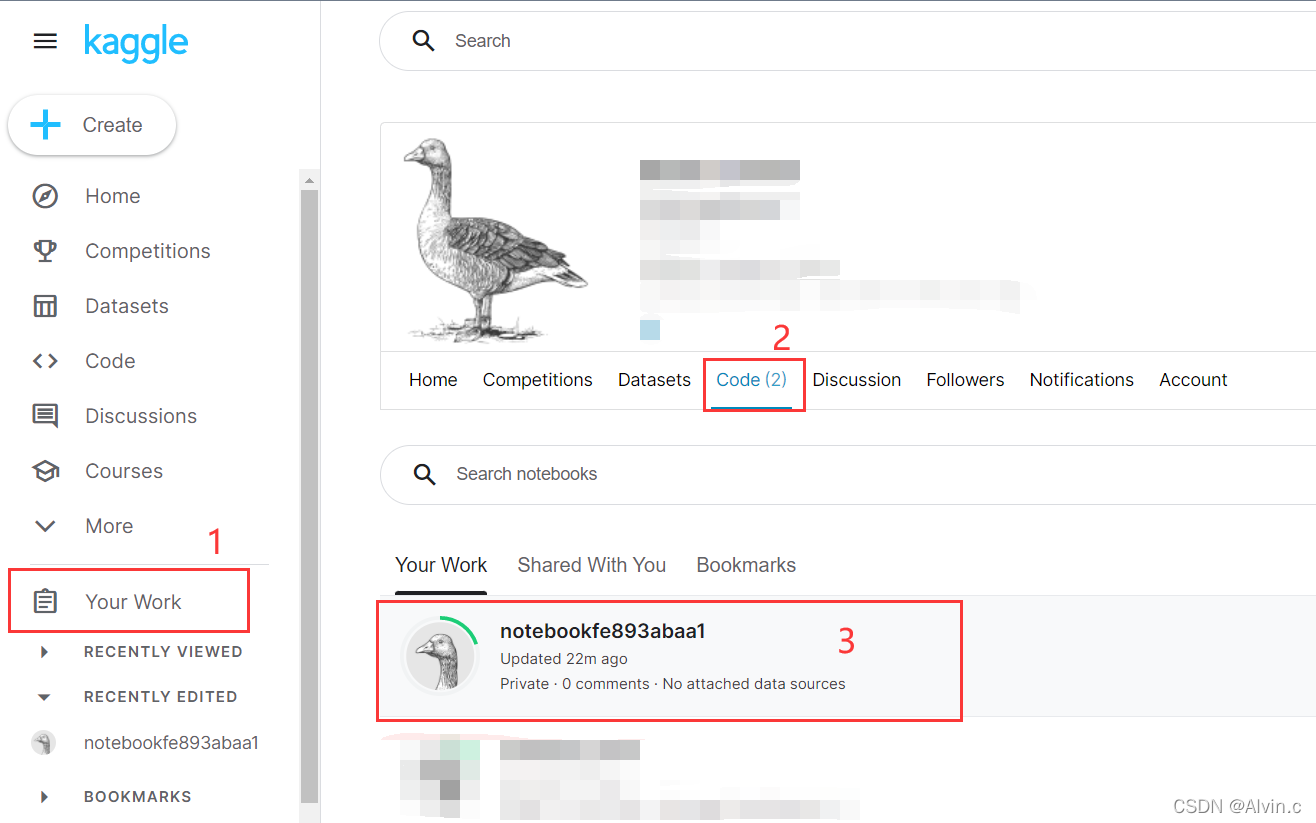 kaggle
Search
Create
Home
Competitions
Datasets
Code
Discussions
Courses
More
1
Your Work
RECENTLY VIEWED
RECENTLY EDITED
notebookfe893abaa1
BOOKMARKS
2
Home Competitions Datasets Code (2) Discussion Followers Notifications Account
Search notebooks
Your Work Shared With You Bookmarks
notebookfe893abaa1
3
Updated 22m ago
Private · 0 comments · No attached data sources
CSDN @Alvin.c